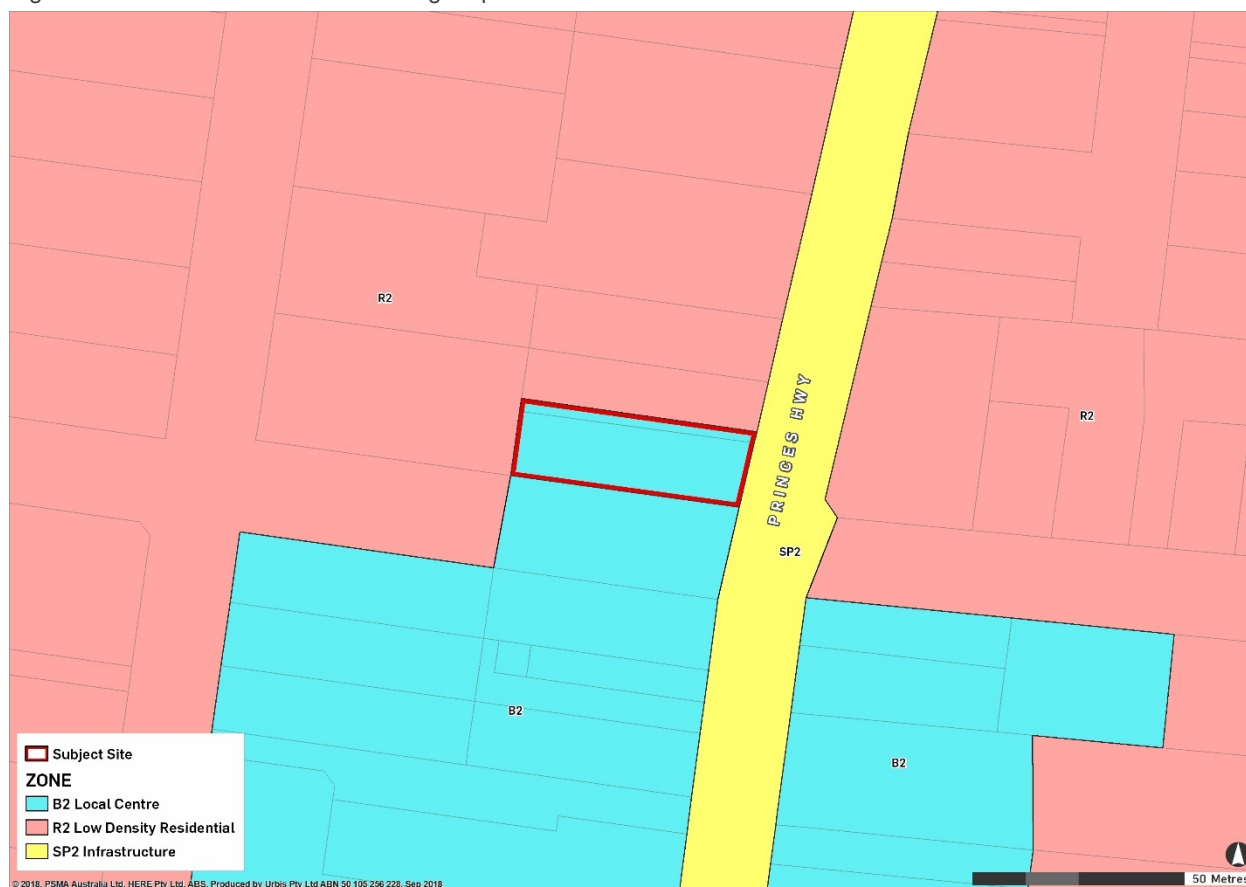 R2
PRINCES HWY
R2
SP2
B2
B2
Subject Site
ZONE
B2 Local Centre
R2 Low Density Residential
SP2 Infrastructure
50 Metres
© 2018. PSMA Australia Ltd, HERE Pty Ltd, ABS. Produced by Urbis Pty Ltd ABN 50 105 256 228, Sep 2018